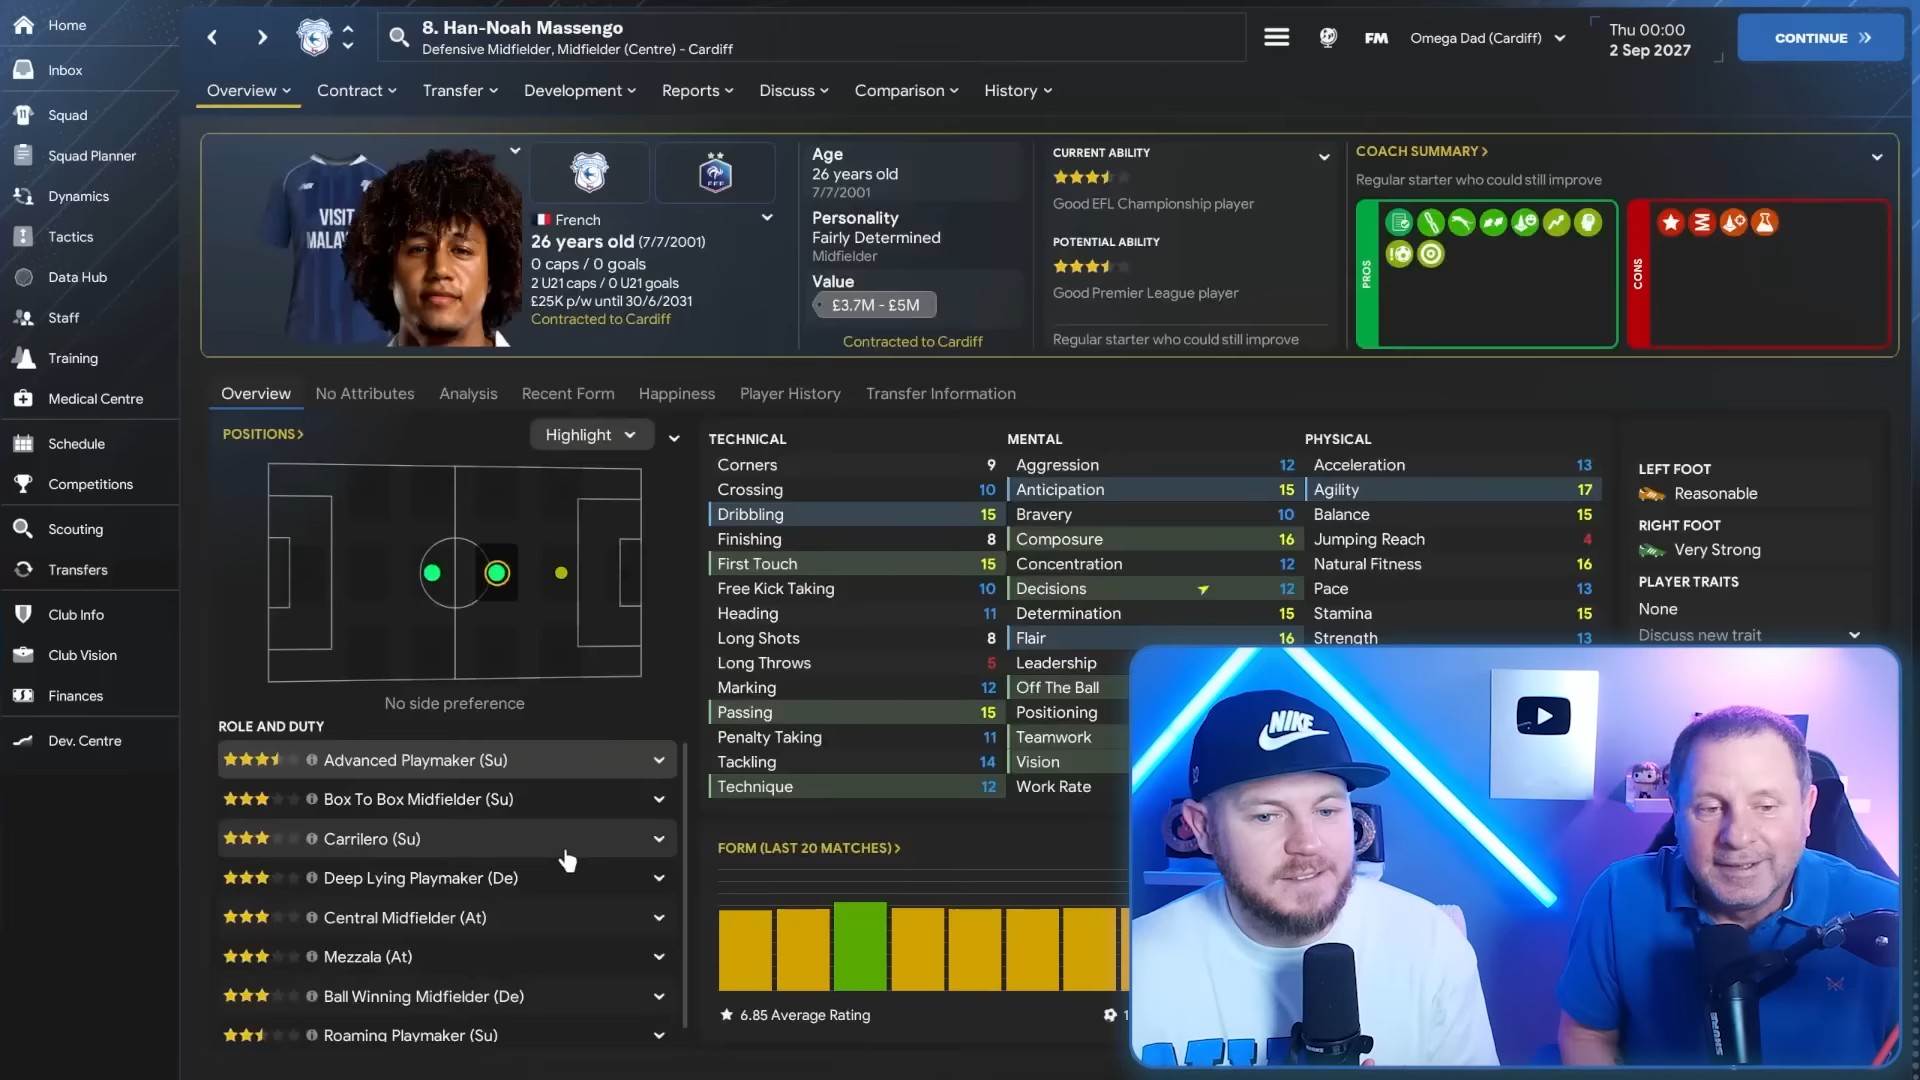 Home
Inbox
Squad
Squad Planner
Dynamics
Tactics
Data Hub
Staff
Training
Medical Centre
Schedule
Competitions
Scouting
Transfers
Club Info
Club Vision
Finances
Dev. Centre
8. Han-Noah Massengo
Defensive Midfielder, Midfielder (Centre) - Cardiff
FM
Omega Dad (Cardiff)
Thu 00:00
2 Sep 2027
CONTINUE
Overview
Contract
Transfer
Development
Reports
Discuss
Comparison
History
VISIT
MALAY
FFF
French
26 years old (7/7/2001)
0 caps / 0 goals
2 U21 caps / 0 U21 goals
£25K p/w until 30/6/2031
Contracted to Cardiff
Age
26 years old
7/7/2001
Personality
Fairly Determined
Midfielder
Value
£3.7M - £5M
Contracted to Cardiff
CURRENT ABILITY
Good EFL Championship player
POTENTIAL ABILITY
Good Premier League player
Regular starter who could still improve
COACH SUMMARY >
Regular starter who could still improve
PROS
CONS
Overview
No Attributes
Analysis
Recent Form
Happiness
Player History
Transfer Information
POSITIONS >
Highlight
No side preference
ROLE AND DUTY
Advanced Playmaker (Su)
Box To Box Midfielder (Su)
Carrilero (Su)
Deep Lying Playmaker (De)
Central Midfielder (At)
Mezzala (At)
Ball Winning Midfielder (De)
Roaming Playmaker (Su)
TECHNICAL
Corners 9
Crossing 10
Dribbling 15
Finishing 8
First Touch 15
Free Kick Taking 10
Heading 11
Long Shots 8
Long Throws 5
Marking 12
Passing 15
Penalty Taking 11
Tackling 14
Technique 12
MENTAL
Aggression 12
Anticipation 15
Bravery 10
Composure 16
Concentration 12
Decisions 12
Determination 15
Flair 16
Leadership
Off The Ball
Positioning
Teamwork
Vision
Work Rate
PHYSICAL
Acceleration 13
Agility 17
Balance 15
Jumping Reach 4
Natural Fitness 16
Pace 13
Stamina 15
Strength 13
LEFT FOOT
Reasonable
RIGHT FOOT
Very Strong
PLAYER TRAITS
None
Discuss new trait
FORM (LAST 20 MATCHES) >
6.85 Average Rating
1
NIKE
SHURE